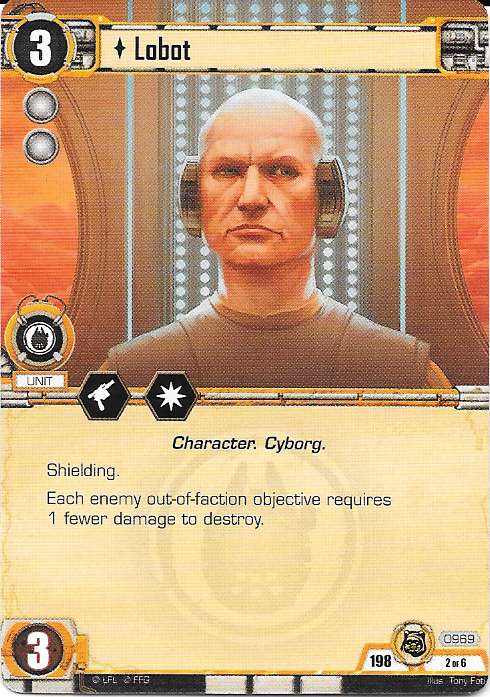 3
Lobot
UNIT
Character. Cyborg.
Shielding.
Each enemy out-of-faction objective requires
1 fewer damage to destroy.
3
198
0969
2 OF 6
© LFL © FFG
Illus. Tony Foti